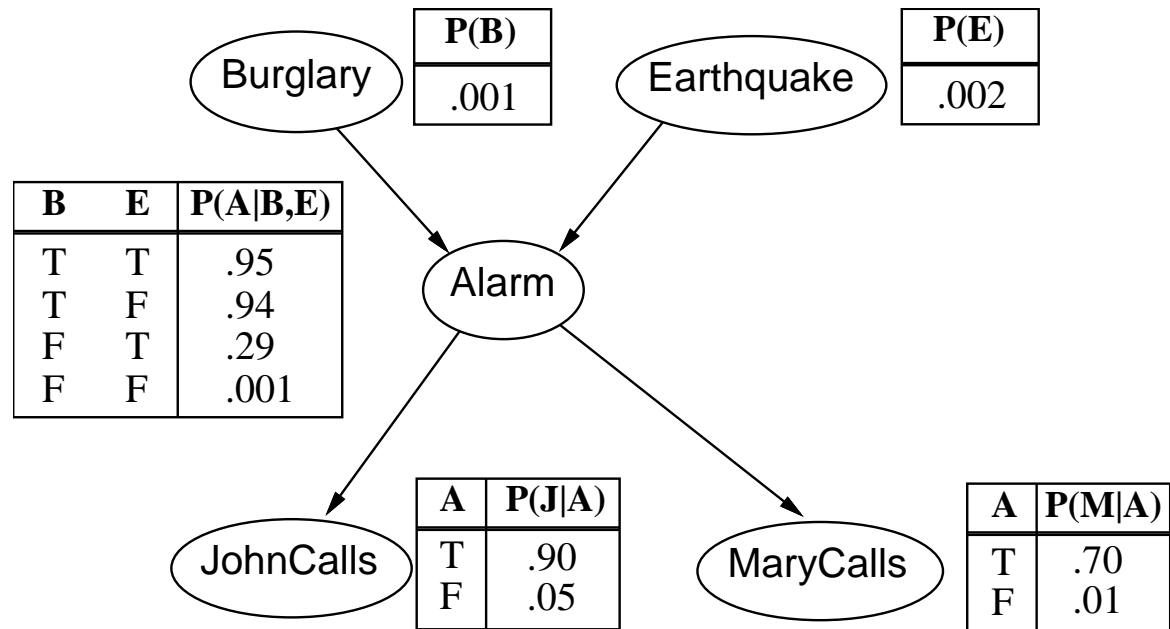 Burglary
P(B)
.001
Earthquake
P(E)
.002
B E P(A|B,E)
T T .95
T F .94
F T .29
F F .001
Alarm
JohnCalls
A P(J|A)
T .90
F .05
MaryCalls
A P(M|A)
T .70
F .01